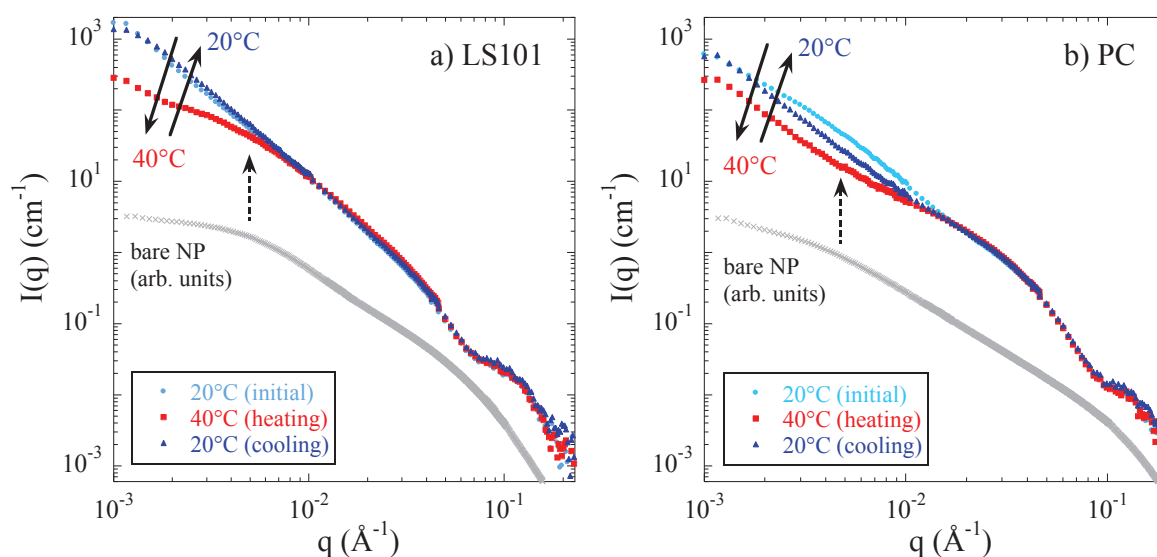 a) LS101
10³
10¹
10⁻¹
10⁻³
I(q) (cm⁻¹)
20°C
40°C
bare NP
(arb. units)
20°C (initial)
40°C (heating)
20°C (cooling)
10⁻³
10⁻²
10⁻¹
q (Å⁻¹)
b) PC
10³
10¹
10⁻¹
10⁻³
I(q) (cm⁻¹)
20°C
40°C
bare NP
(arb. units)
20°C (initial)
40°C (heating)
20°C (cooling)
10⁻³
10⁻²
10⁻¹
q (Å⁻¹)